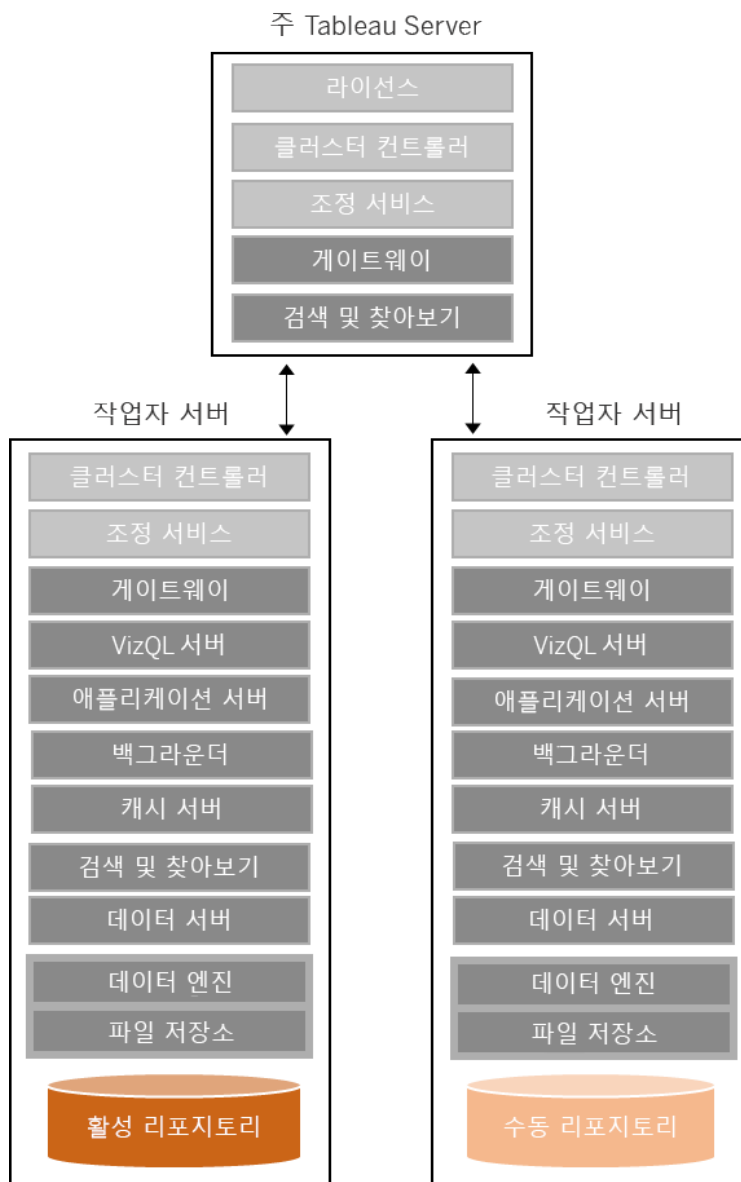 주 Tableau Server
라이선스
클러스터 컨트롤러
조정 서비스
게이트웨이
검색 및 찾아보기
작업자 서버
클러스터 컨트롤러
조정 서비스
게이트웨이
VizQL 서버
애플리케이션 서버
백그라운더
캐시 서버
검색 및 찾아보기
데이터 서버
데이터 엔진
파일 저장소
활성 리포지토리
작업자 서버
클러스터 컨트롤러
조정 서비스
게이트웨이
VizQL 서버
애플리케이션 서버
백그라운더
캐시 서버
검색 및 찾아보기
데이터 서버
데이터 엔진
파일 저장소
수동 리포지토리